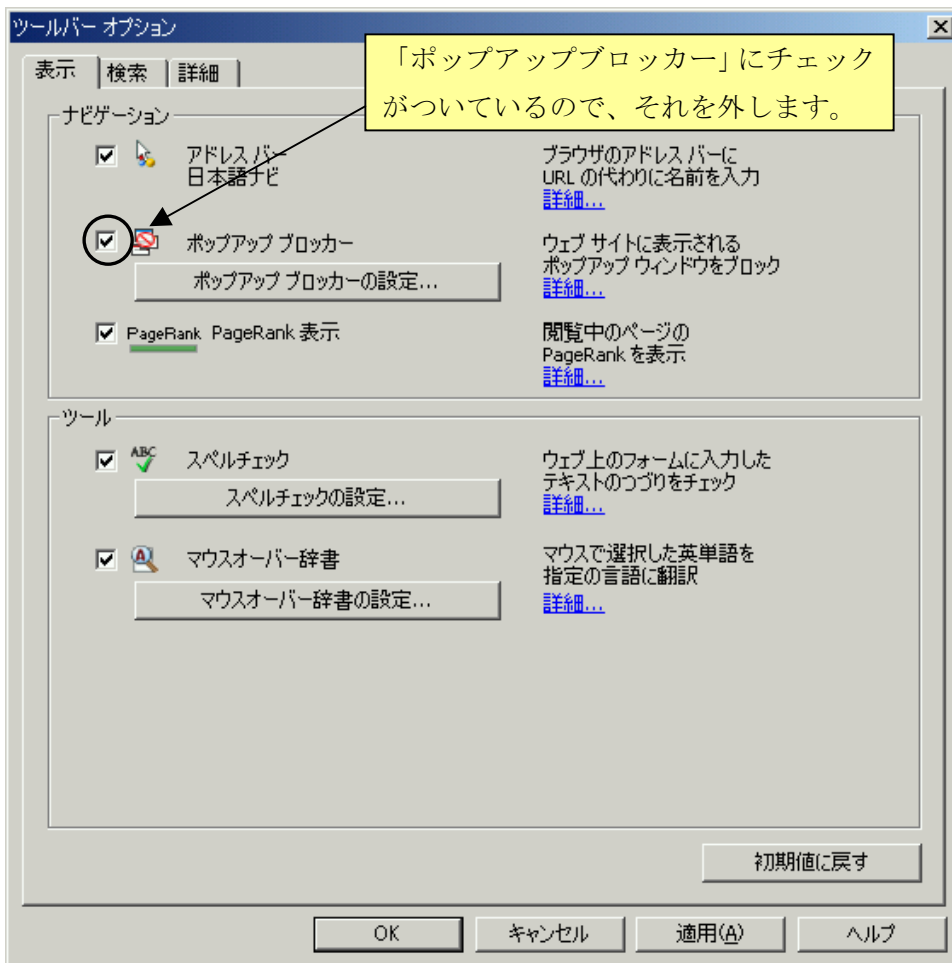 ツールバー オプション
「ポップアップブロッカー」にチェック
がついているので、それを外します。
表示 検索 詳細
ナビゲーション
アドレス バー
日本語ナビ
ブラウザのアドレス バーに
URL の代わりに名前を入力
詳細...
ポップアップ ブロッカー
ポップアップ ブロッカーの設定...
ウェブ サイトに表示される
ポップアップ ウィンドウをブロック
詳細...
PageRank PageRank 表示
閲覧中のページの
PageRank を表示
詳細...
ツール
ABC
スペルチェック
スペルチェックの設定...
ウェブ上のフォームに入力した
テキストのつづりをチェック
詳細...
マウスオーバー辞書
マウスオーバー辞書の設定...
マウスで選択した英単語を
指定の言語に翻訳
詳細...
初期値に戻す
OK キャンセル 適用(A) ヘルプ